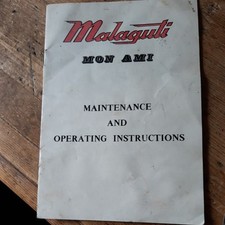 Malaguti
MON AMI
MAINTENANCE
AND
OPERATING INSTRUCTIONS